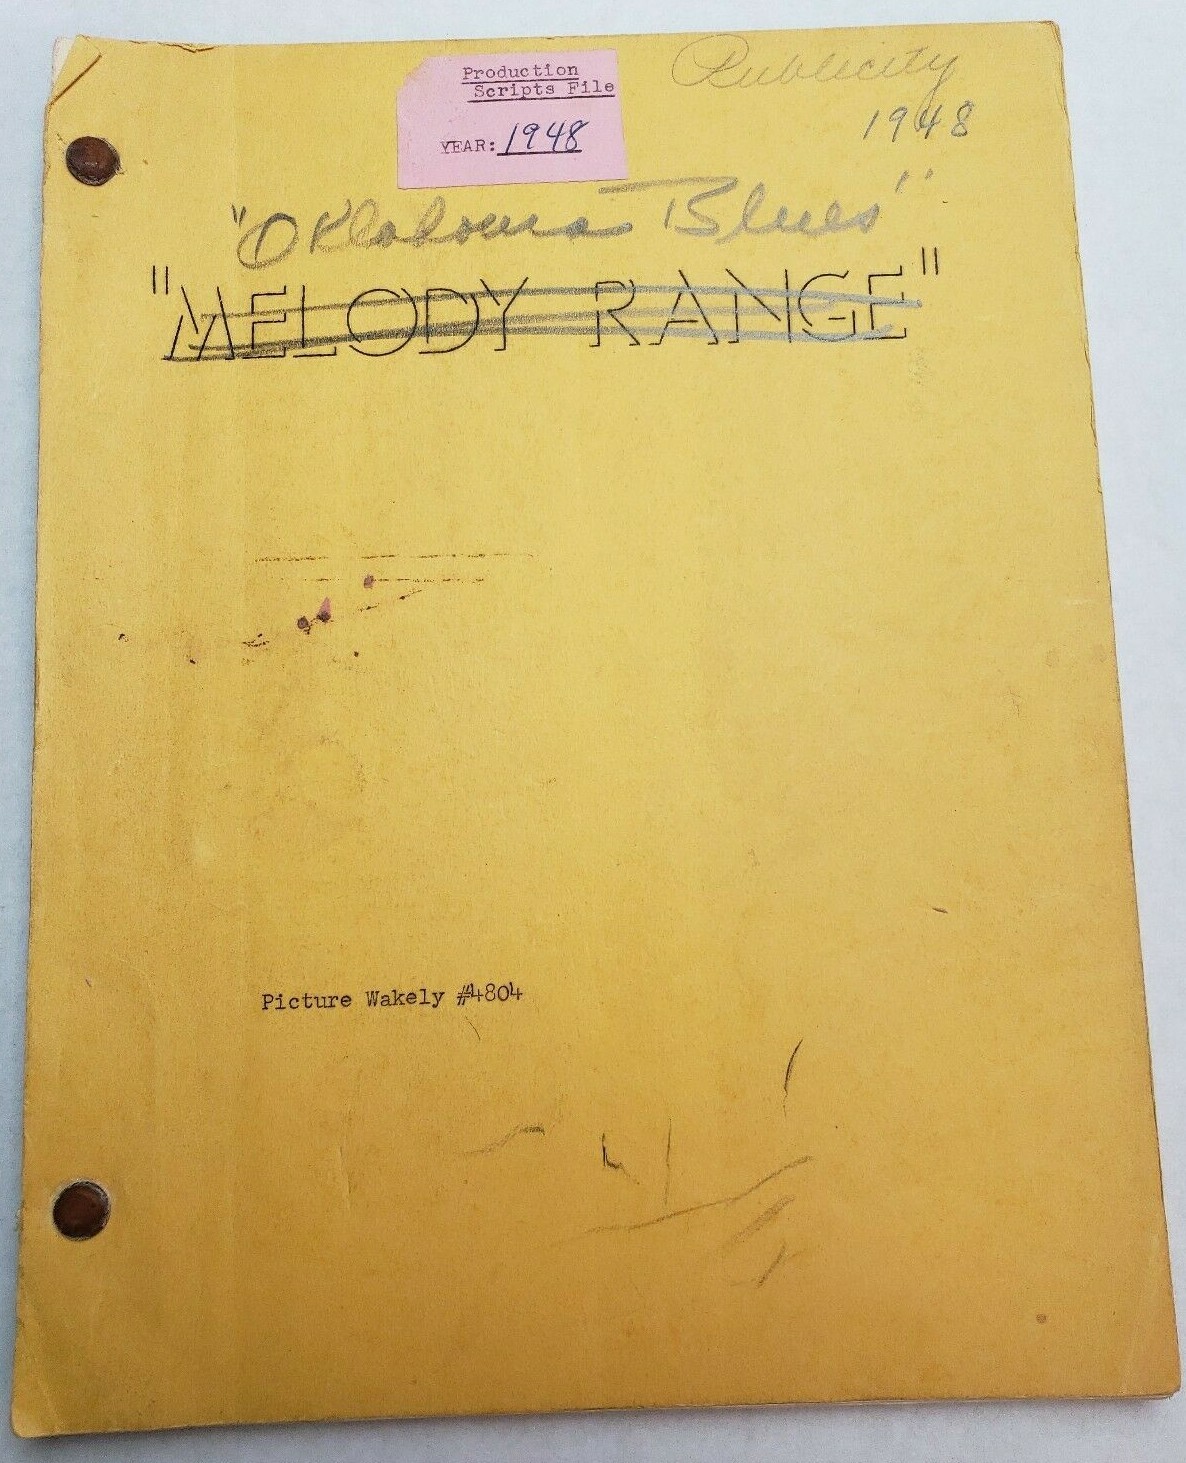 Production
Scripts File
YEAR: 1948
Publicity
1948
"Oklahoma Blues"
"MELODY RANGE"
Picture Wakely #4804